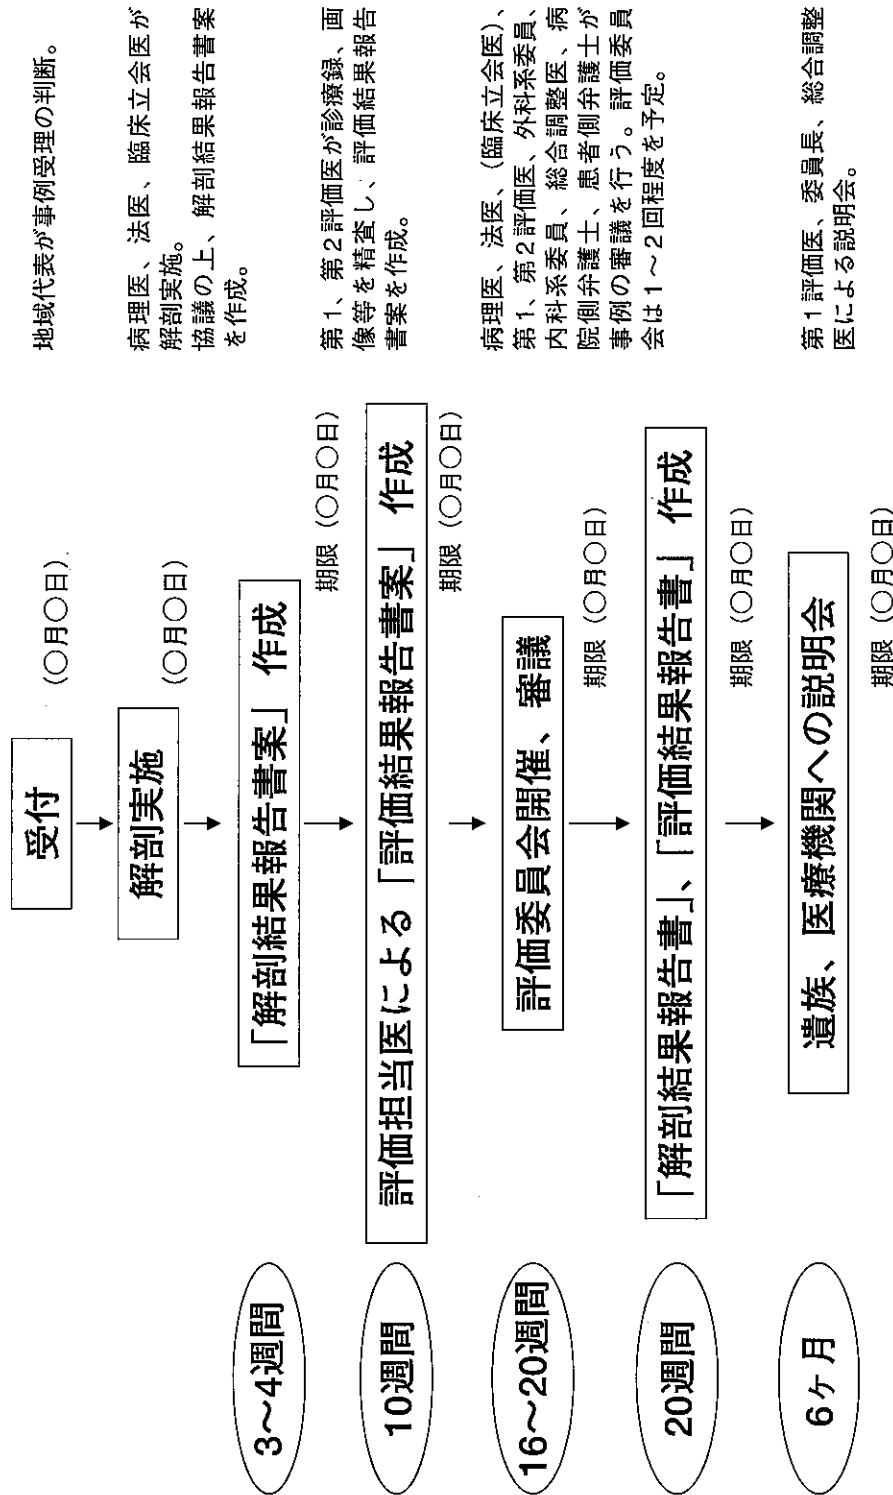 受付
(〇月〇日)
地域代表が事例受理の判断。
解剖実施
(〇月〇日)
病理医、法医、臨床立会医が
解剖実施。
協議の上、解剖結果報告書案
を作成。
3～4週間
「解剖結果報告書案」 作成
期限 (〇月〇日)
10週間
評価担当医による「評価結果報告書案」 作成
期限 (〇月〇日)
第1、第2評価医が診療録、画
像等を精査し、評価結果報告
書案を作成。
16～20週間
評価委員会開催、審議
期限 (〇月〇日)
病理医、法医、(臨床立会医)、
第1、第2評価医、外科系委員、
内科系委員、総合調整医、病
院側弁護士、患者側弁護士が
事例の審議を行う。評価委員
会は1～2回程度を予定。
20週間
「解剖結果報告書」、「評価結果報告書」 作成
期限 (〇月〇日)
6ヶ月
遺族、医療機関への説明会
期限 (〇月〇日)
第1評価医、委員長、総合調整
医による説明会。